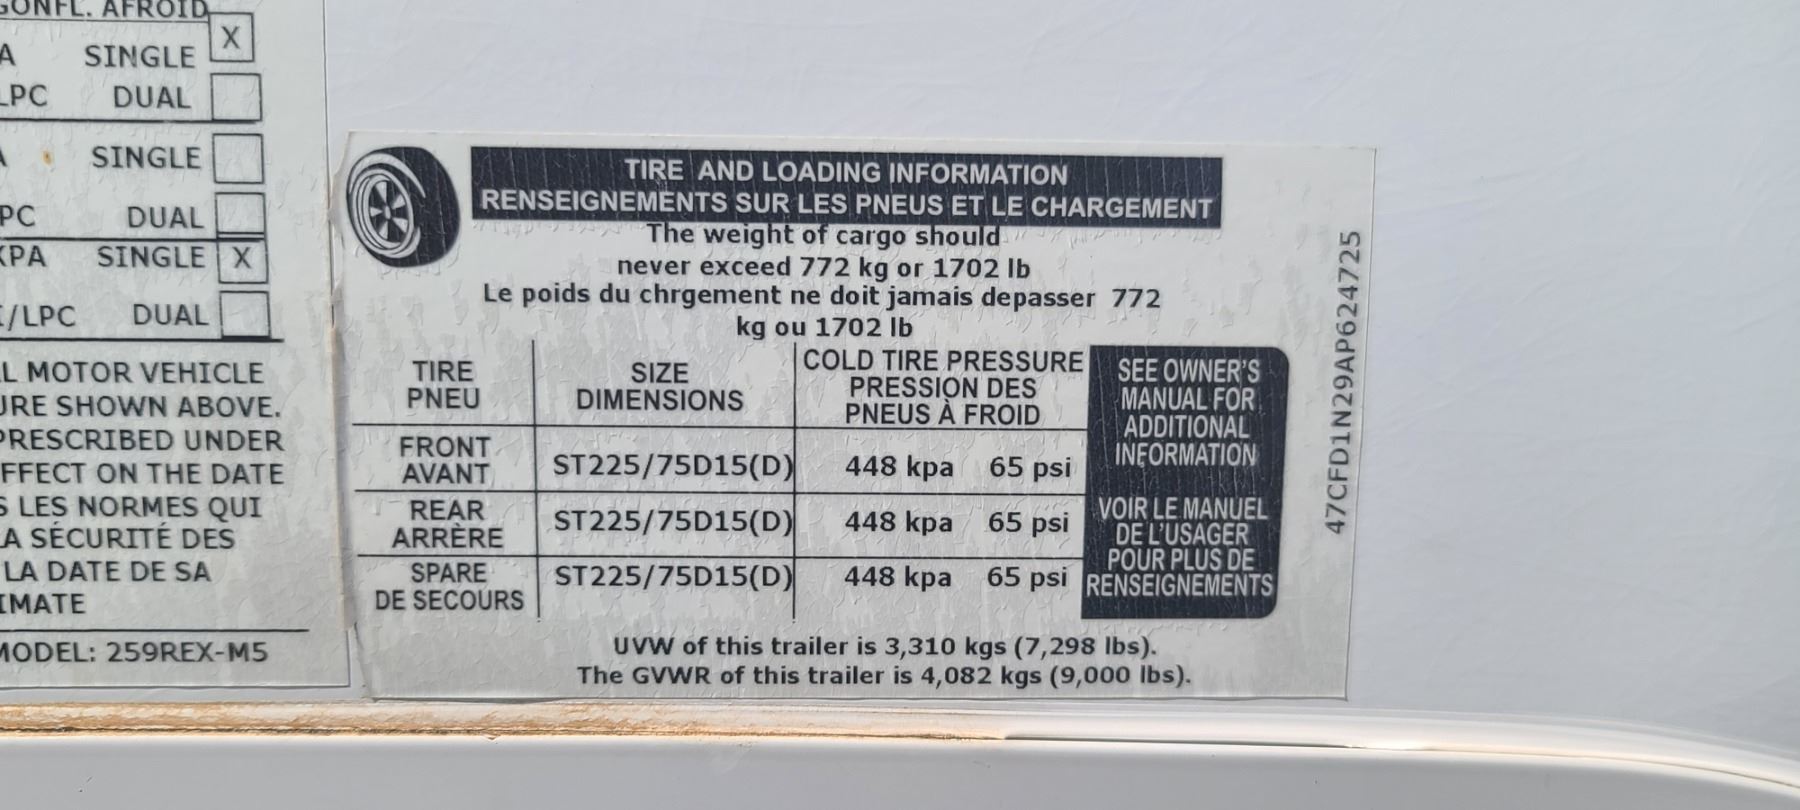 GONFL. AFROID
A SINGLE X
LPC DUAL
A SINGLE
PC DUAL
KPA SINGLE X
I/LPC DUAL
L MOTOR VEHICLE
URE SHOWN ABOVE.
PRESCRIBED UNDER
FFECT ON THE DATE
S LES NORMES QUI
LA SÉCURITÉ DES
LA DATE DE SA
IMATE
MODEL: 259REX-M5
TIRE AND LOADING INFORMATION
RENSEIGNEMENTS SUR LES PNEUS ET LE CHARGEMENT
The weight of cargo should
never exceed 772 kg or 1702 lb
Le poids du chrgement ne doit jamais depasser 772
kg ou 1702 lb
TIRE
PNEU
SIZE
DIMENSIONS
COLD TIRE PRESSURE
PRESSION DES
PNEUS À FROID
FRONT
AVANT
ST225/75D15(D) 448 kpa 65 psi
REAR
ARRÈRE
ST225/75D15(D) 448 kpa 65 psi
SPARE
DE SECOURS
ST225/75D15(D) 448 kpa 65 psi
SEE OWNER'S
MANUAL FOR
ADDITIONAL
INFORMATION
VOIR LE MANUEL
DE L'USAGER
POUR PLUS DE
RENSEIGNEMENTS
UVW of this trailer is 3,310 kgs (7,298 lbs).
The GVWR of this trailer is 4,082 kgs (9,000 lbs).
47CFD1N29AP624725